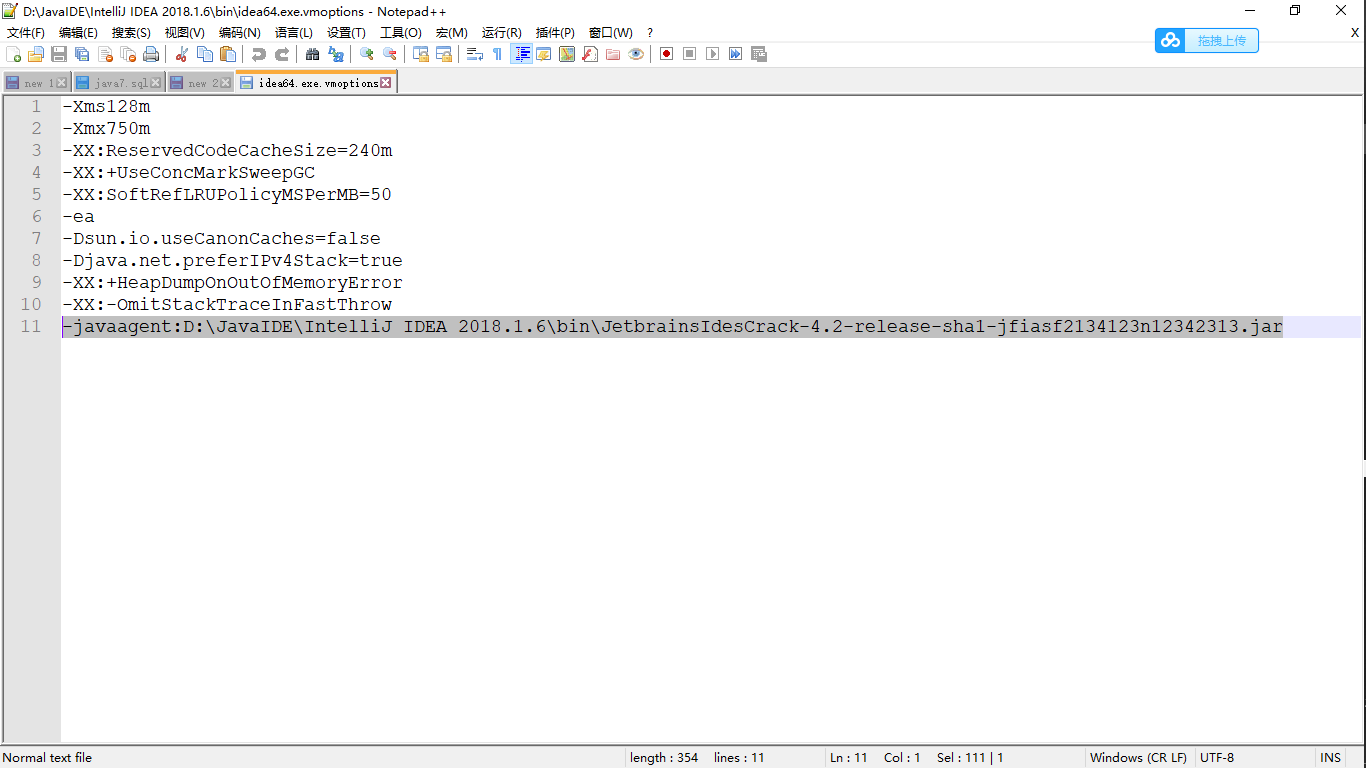 D:\JavaIDE\IntelliJ IDEA 2018.1.6\bin\idea64.exe.vmoptions - Notepad++
文件(F) 编辑(E) 搜索(S) 视图(V) 编码(N) 语言(L) 设置(T) 工具(O) 宏(M) 运行(R) 插件(P) 窗口(W) ? X
拖拽上传
new 1 java7.sql new 2 idea64.exe.vmoptions
1 -Xms128m
2 -Xmx750m
3 -XX:ReservedCodeCacheSize=240m
4 -XX:+UseConcMarkSweepGC
5 -XX:SoftRefLRUPolicyMSPerMB=50
6 -ea
7 -Dsun.io.useCanonCaches=false
8 -Djava.net.preferIPv4Stack=true
9 -XX:+HeapDumpOnOutOfMemoryError
10 -XX:-OmitStackTraceInFastThrow
11 -javaagent:D:\JavaIDE\IntelliJ IDEA 2018.1.6\bin\JetbrainsIdesCrack-4.2-release-sha1-jfiasf2134123n12342313.jar
Normal text file length : 354 lines : 11 Ln : 11 Col : 1 Sel : 111 | 1 Windows (CR LF) UTF-8 INS